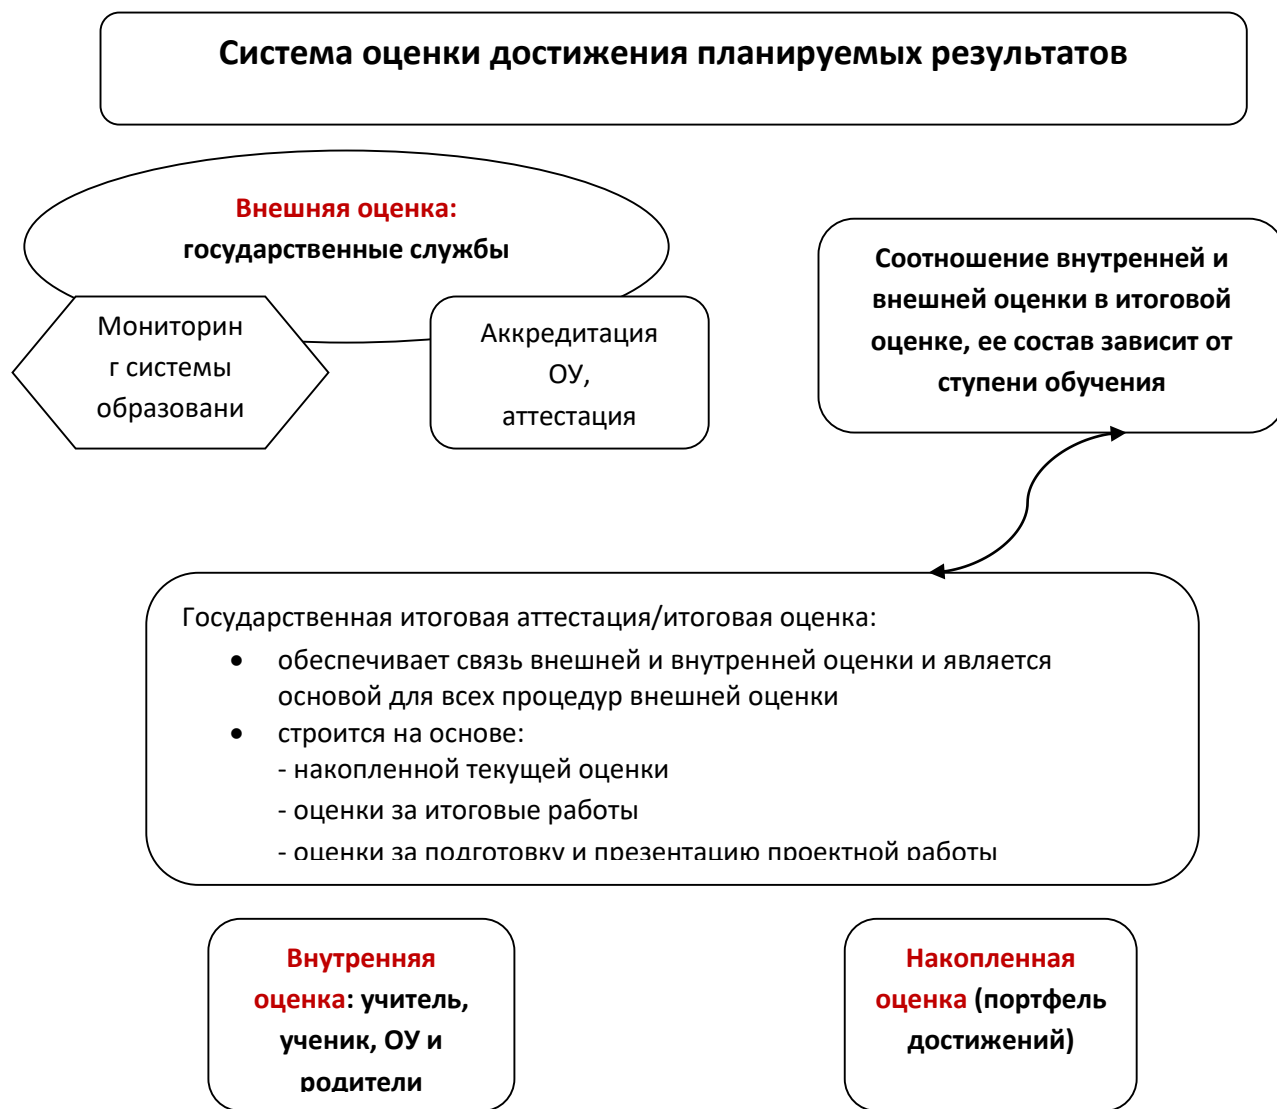 Система оценки достижения планируемых результатов
Внешняя оценка:
государственные службы
Мониторин
г системы
образовани
Аккредитация
ОУ,
аттестация
Соотношение внутренней и
внешней оценки в итоговой
оценке, ее состав зависит от
ступени обучения
Государственная итоговая аттестация/итоговая оценка:
• обеспечивает связь внешней и внутренней оценки и является
основой для всех процедур внешней оценки
• строится на основе:
- накопленной текущей оценки
- оценки за итоговые работы
- оценки за подготовку и презентацию проектной работы
Внутренняя
оценка: учитель,
ученик, ОУ и
родители
Накопленная
оценка (портфель
достижений)